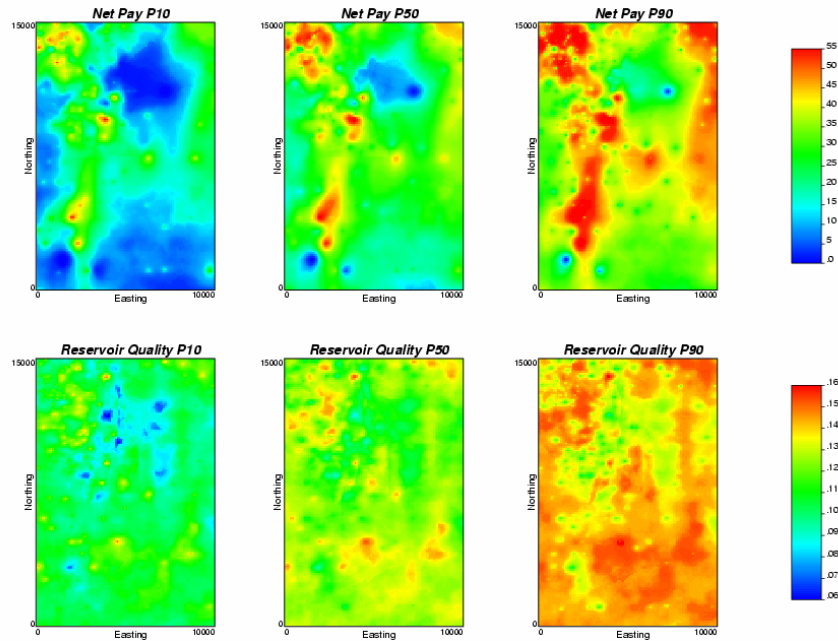 Net Pay P10
Net Pay P50
Net Pay P90
15000
Northing
0
0
Easting
10000
15000
Northing
0
0
Easting
10000
15000
Northing
0
0
Easting
10000
55
50
45
40
35
30
25
20
15
10
5
.0
Reservoir Quality P10
Reservoir Quality P50
Reservoir Quality P90
15000
Northing
0
0
Easting
10000
15000
Northing
0
0
Easting
10000
15000
Northing
0
0
Easting
10000
.16
.15
.14
.13
.12
.11
.10
.09
.08
.07
.06